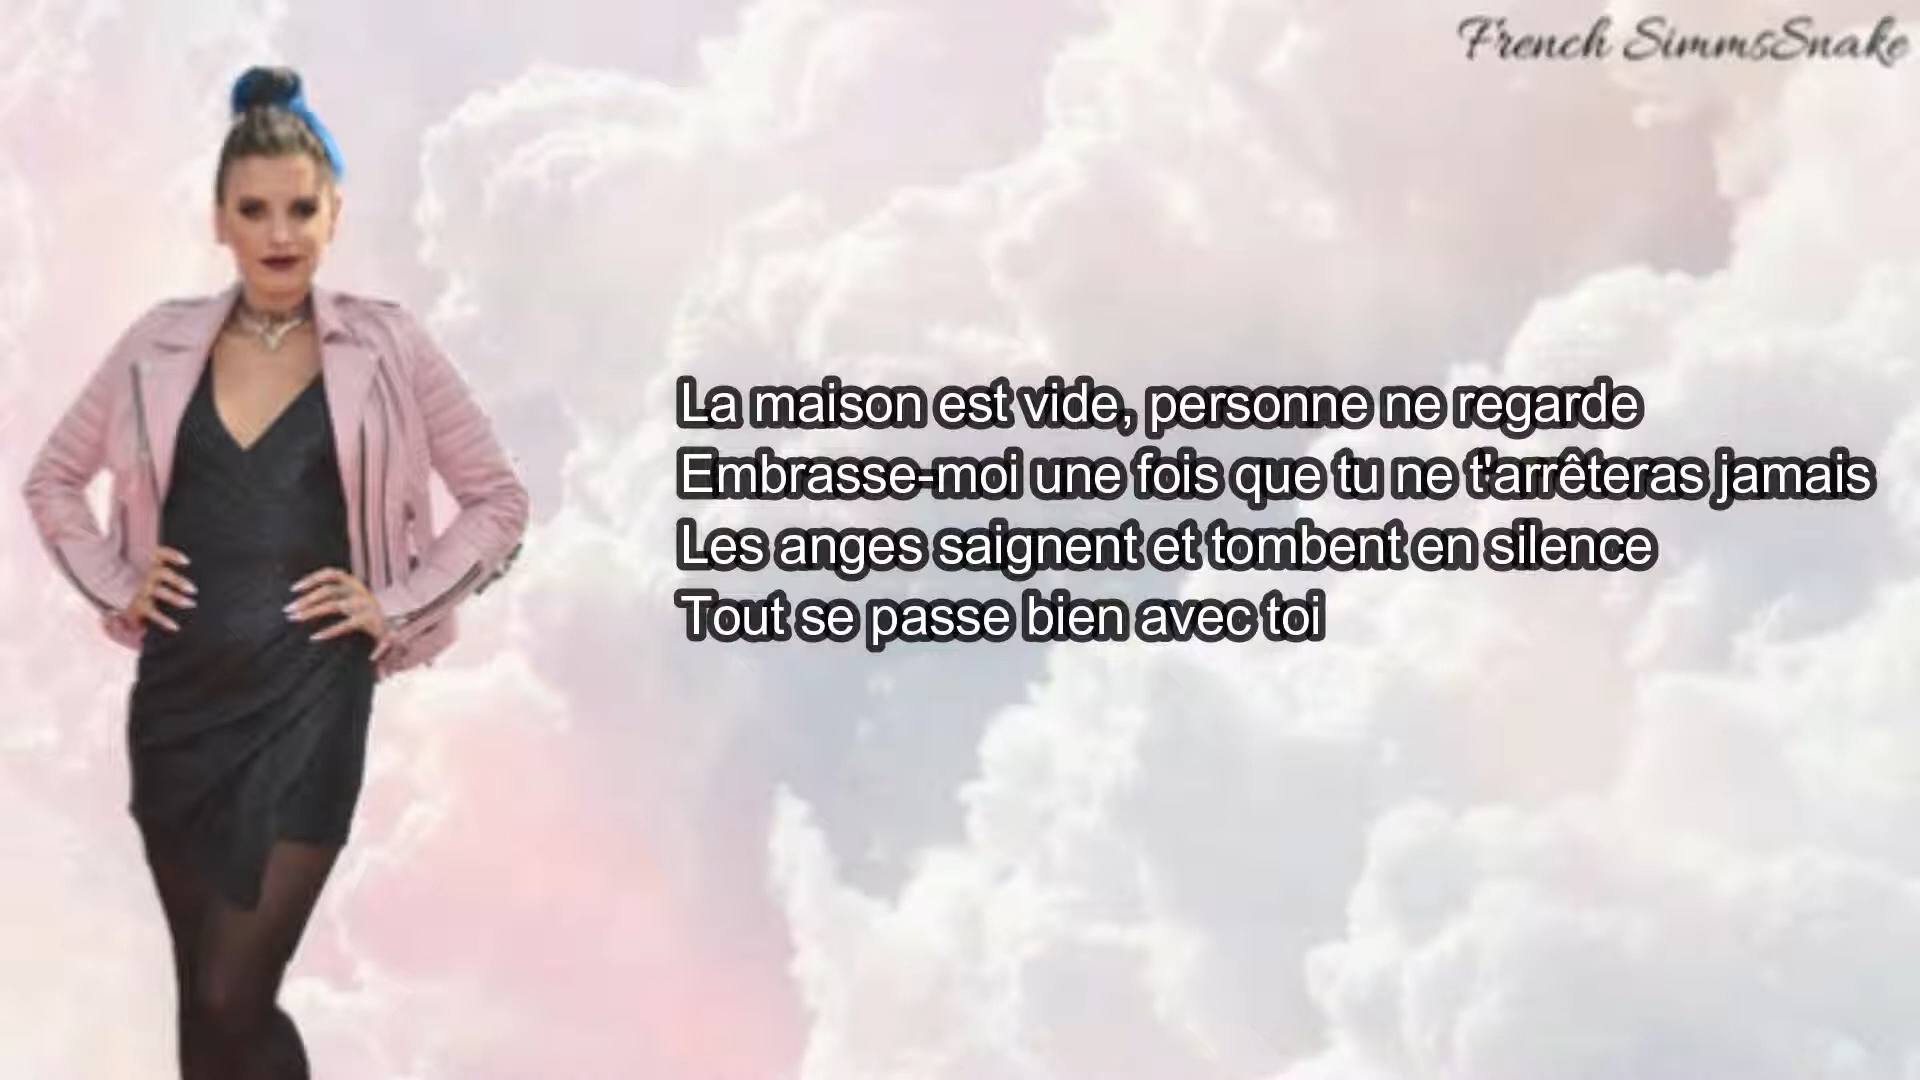 French SimmsSnake
La maison est vide, personne ne regarde
Embrasse-moi une fois que tu ne t'arrêteras jamais
Les anges saignent et tombent en silence
Tout se passe bien avec toi